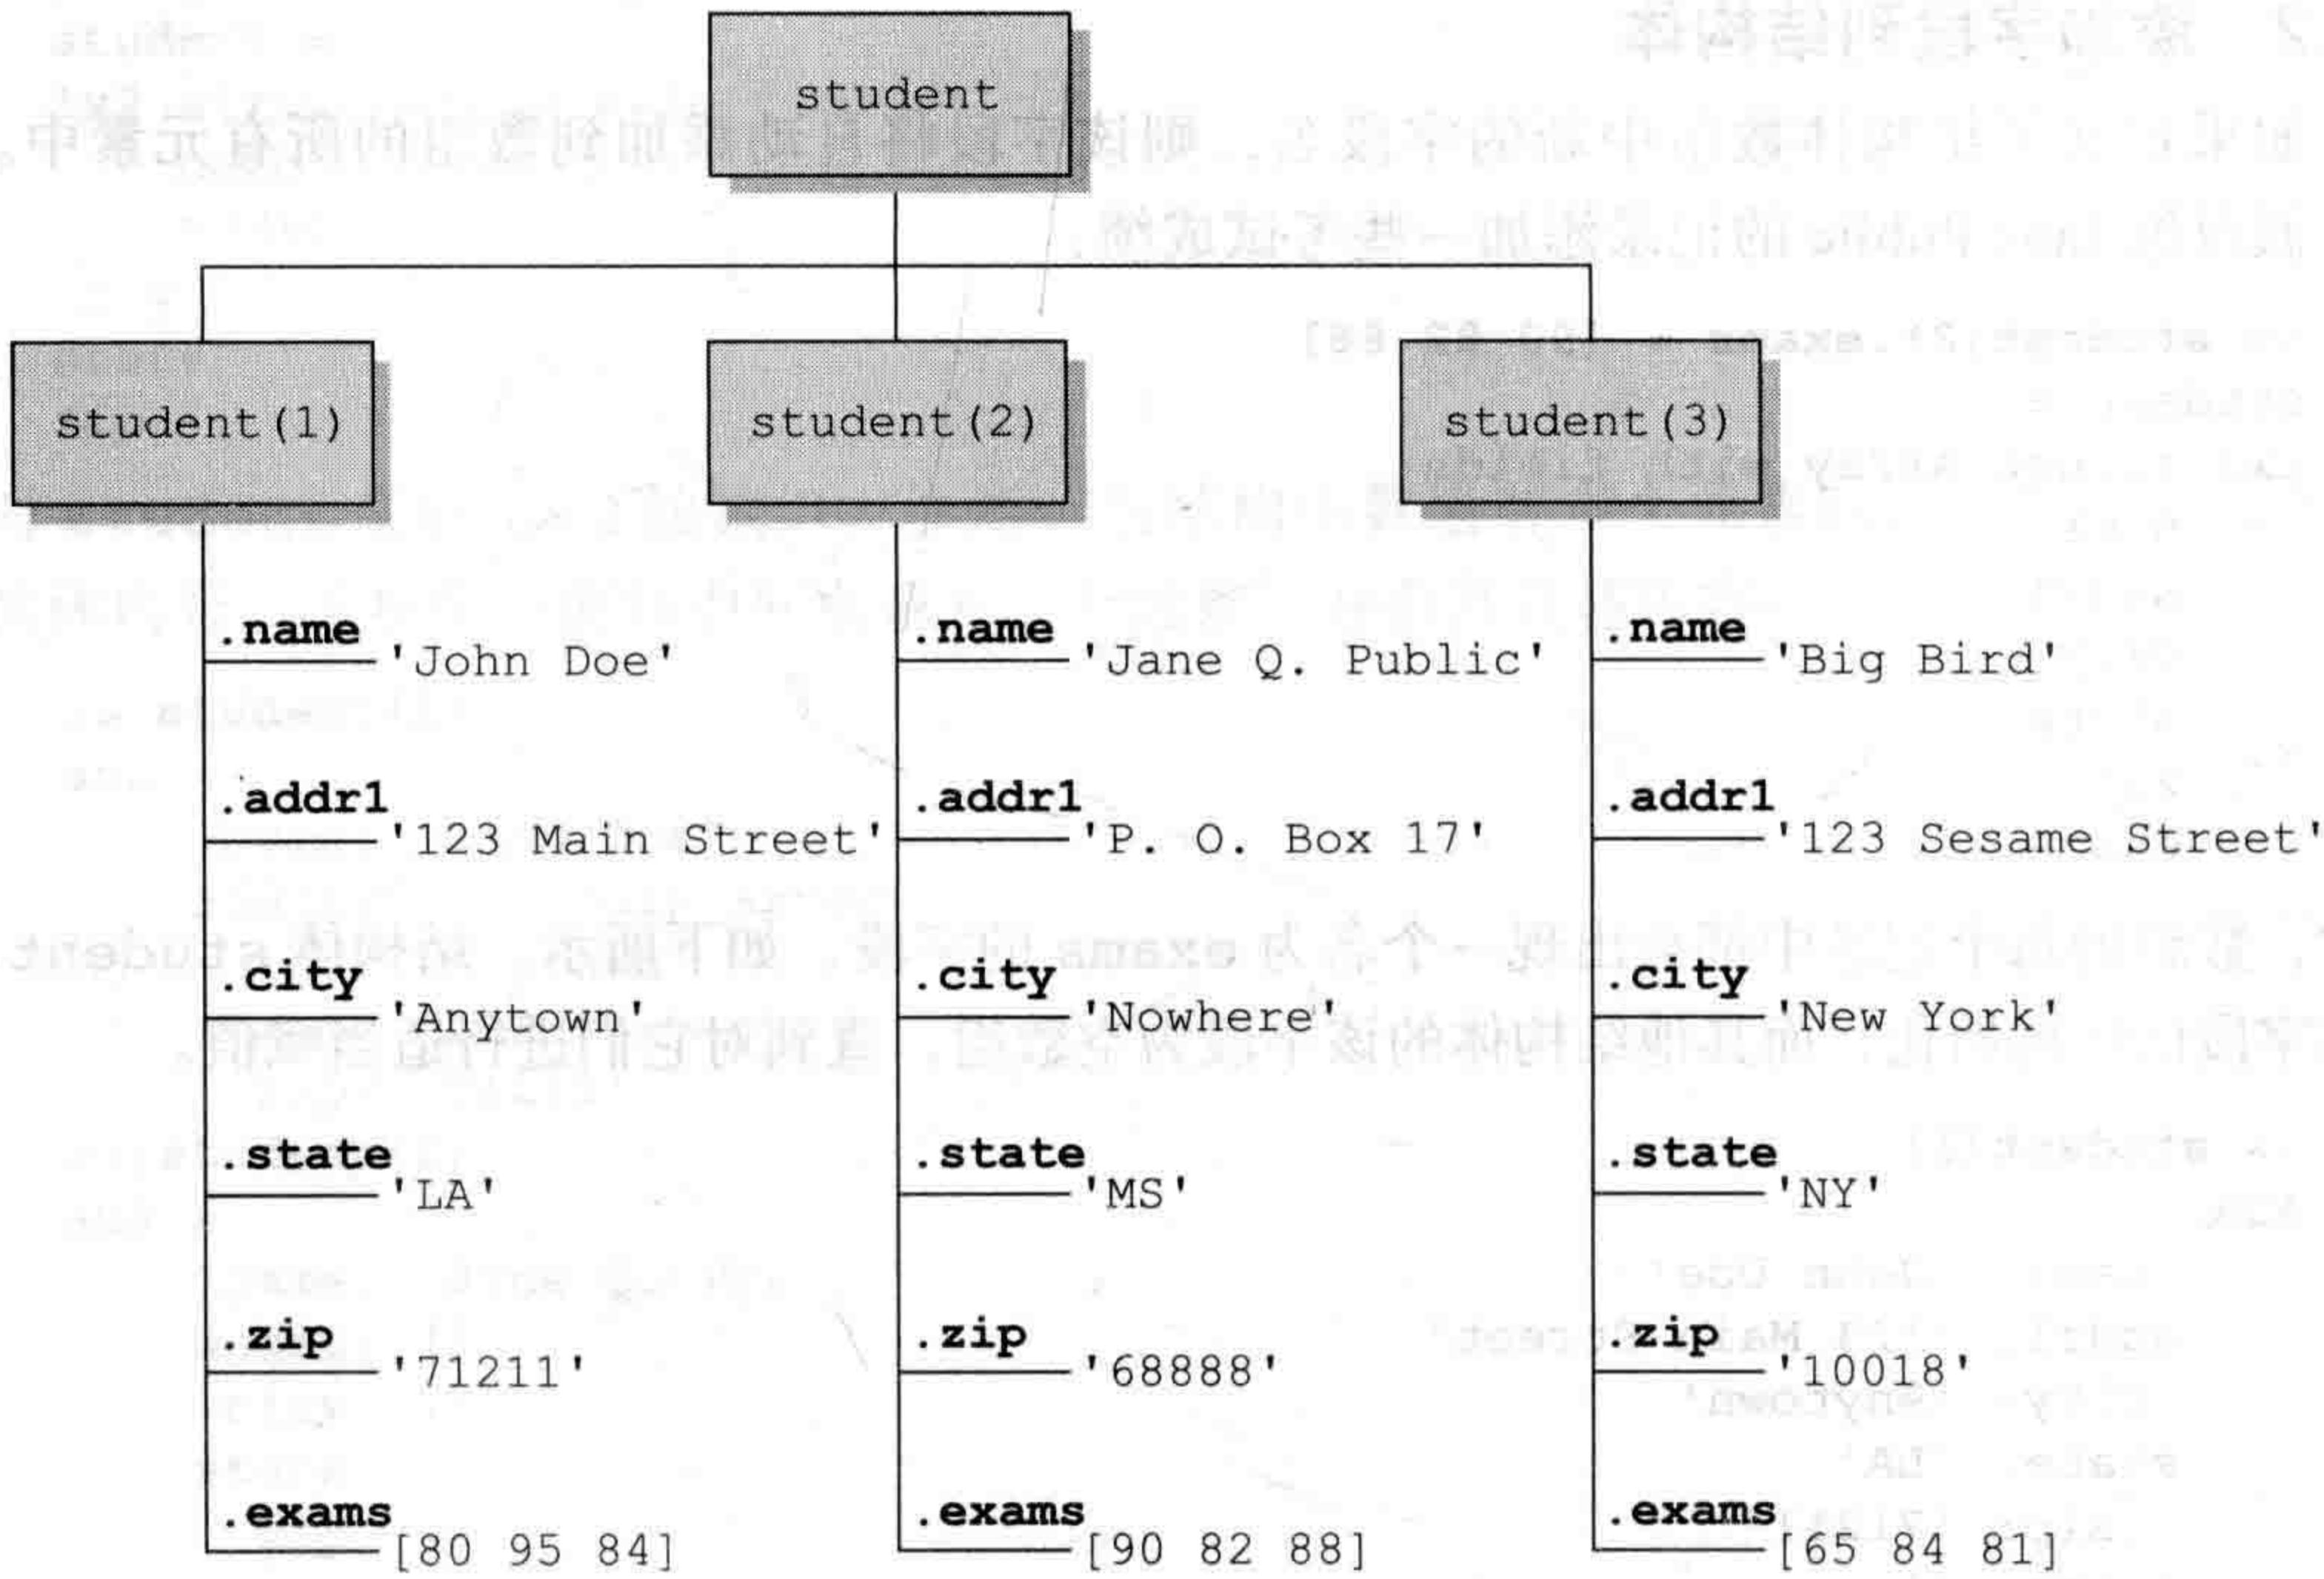 student
student(1)
student(2)
student(3)
.name
'John Doe'
.addr1
'123 Main Street'
.city
'Anytown'
.state
'LA'
.zip
'71211'
.exams
[80 95 84]
.name
'Jane Q. Public'
.addr1
'P. O. Box 17'
.city
'Nowhere'
.state
'MS'
.zip
'68888'
.exams
[90 82 88]
.name
'Big Bird'
.addr1
'123 Sesame Street'
.city
'New York'
.state
'NY'
.zip
'10018'
.exams
[65 84 81]